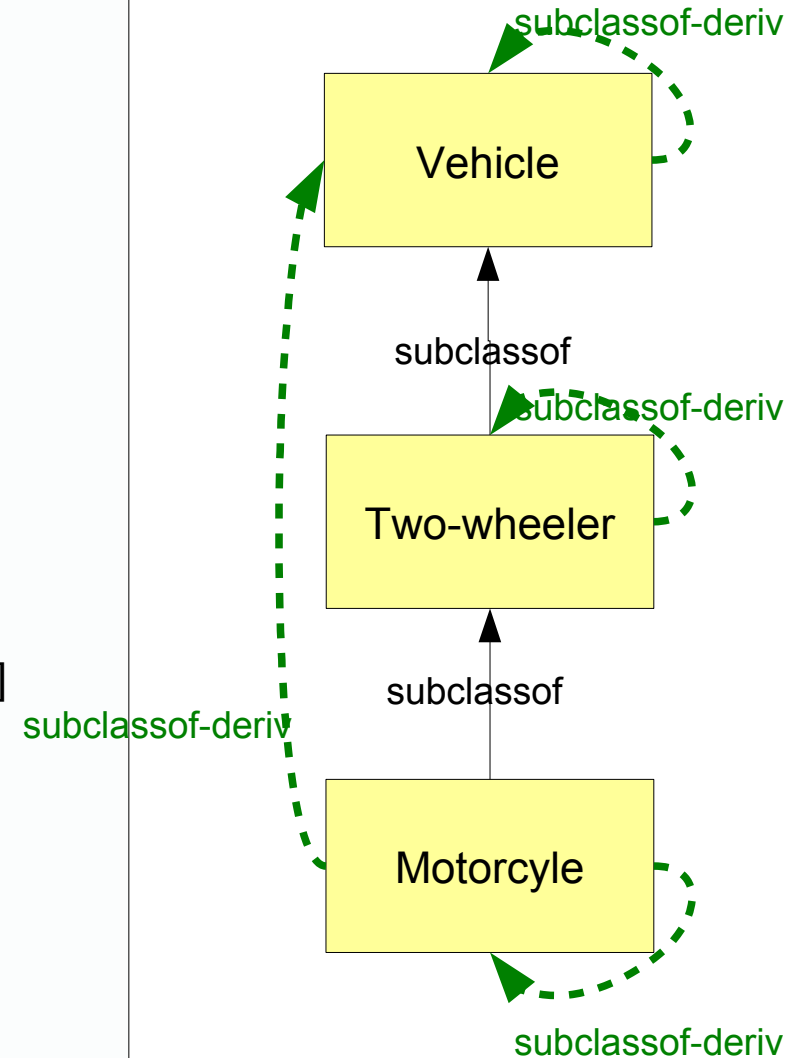 subclassof-deriv
Vehicle
subclassof
subclassof-deriv
Two-wheeler
]
subclassof
subclassof-deriv
Motorcyle
subclassof-deriv